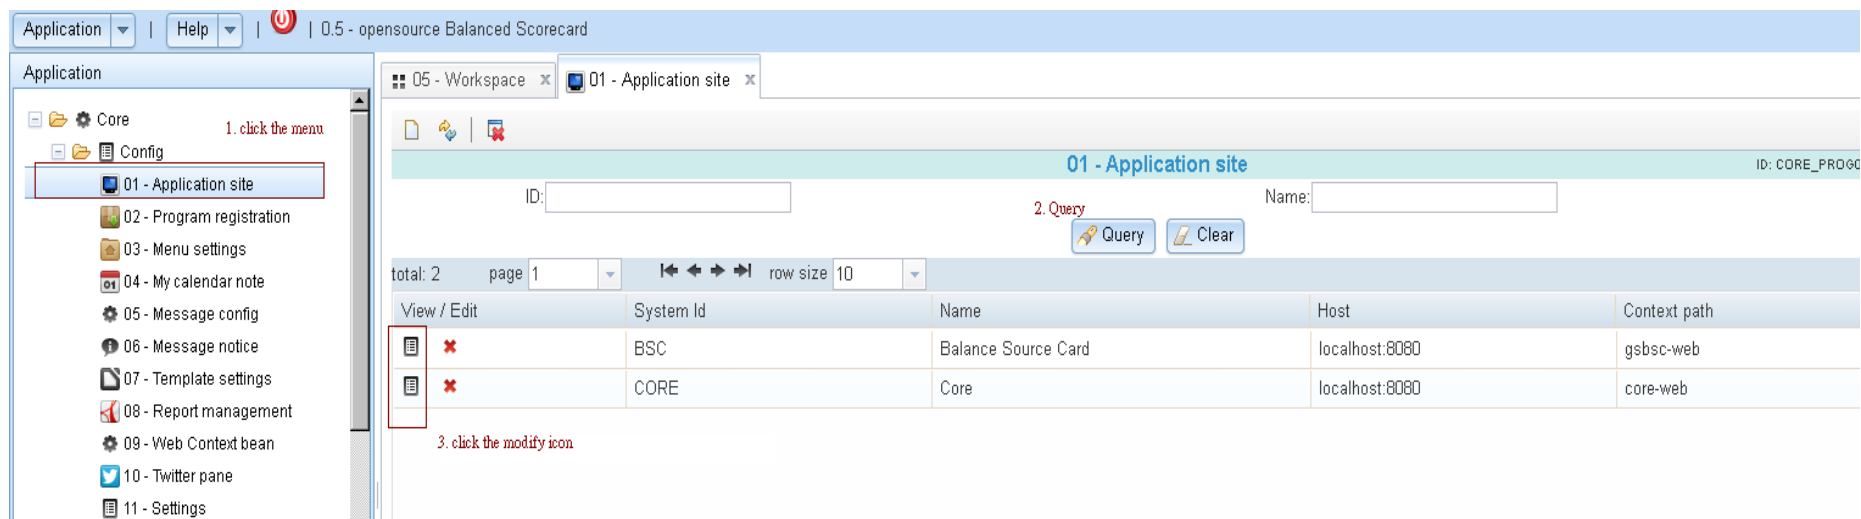 Application | Help | 0.5 - opensource Balanced Scorecard
Application
Core
1. click the menu
Config
01 - Application site
02 - Program registration
03 - Menu settings
04 - My calendar note
05 - Message config
06 - Message notice
07 - Template settings
08 - Report management
09 - Web Context bean
10 - Twitter pane
11 - Settings
05 - Workspace x 01 - Application site x
01 - Application site ID: CORE_PROG0
ID: Name:
2. Query
Query Clear
total: 2 page 1 row size 10
View / Edit System Id Name Host Context path
BSC Balance Source Card localhost:8080 gsbsc-web
CORE Core localhost:8080 core-web
3. click the modify icon